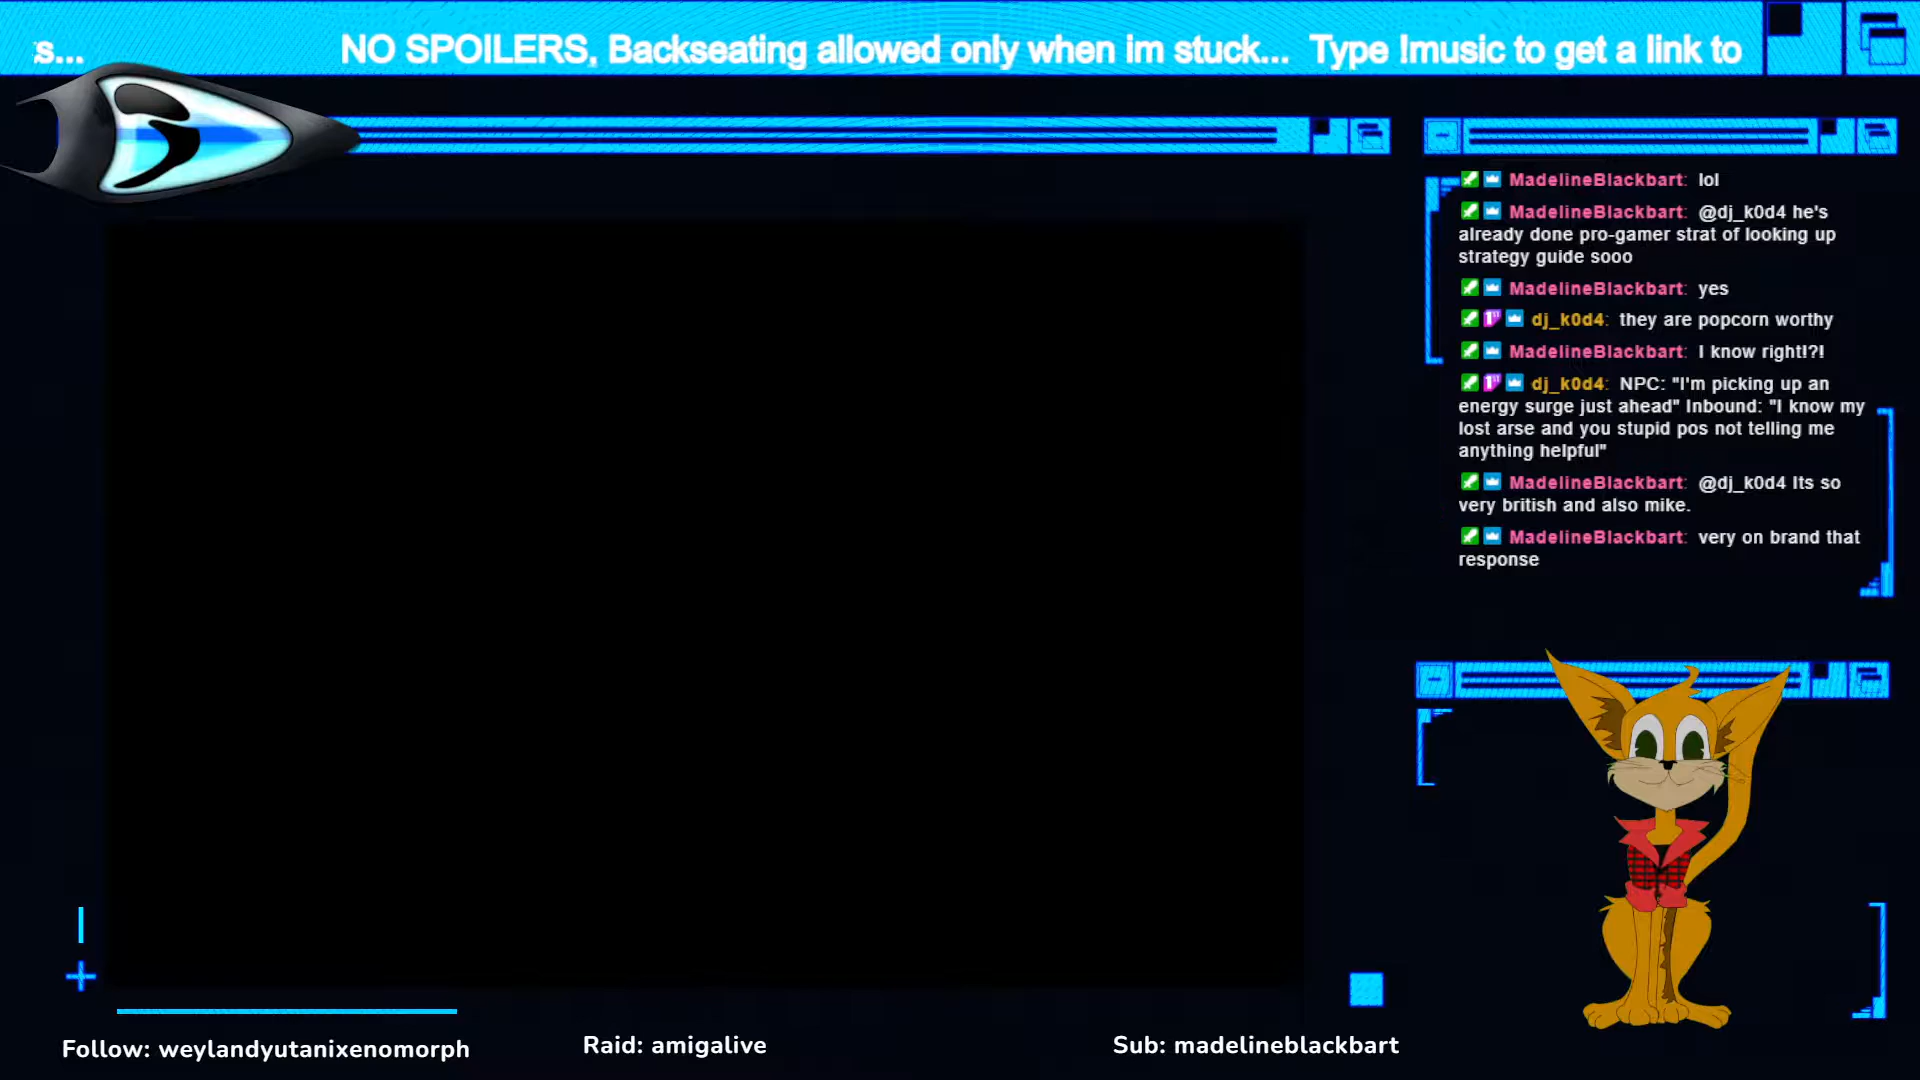 s... NO SPOILERS, Backseating allowed only when im stuck... Type !music to get a link to
MadelineBlackbart: lol
MadelineBlackbart: @dj_k0d4 he's
already done pro-gamer strat of looking up
strategy guide sooo
MadelineBlackbart: yes
dj_k0d4: they are popcorn worthy
MadelineBlackbart: I know right!?!
dj_k0d4: NPC: "I'm picking up an
energy surge just ahead" Inbound: "I know my
lost arse and you stupid pos not telling me
anything helpful"
MadelineBlackbart: @dj_k0d4 Its so
very british and also mike.
MadelineBlackbart: very on brand that
response
Follow: weylandyutanixenomorph
Raid: amigalive
Sub: madelineblackbart